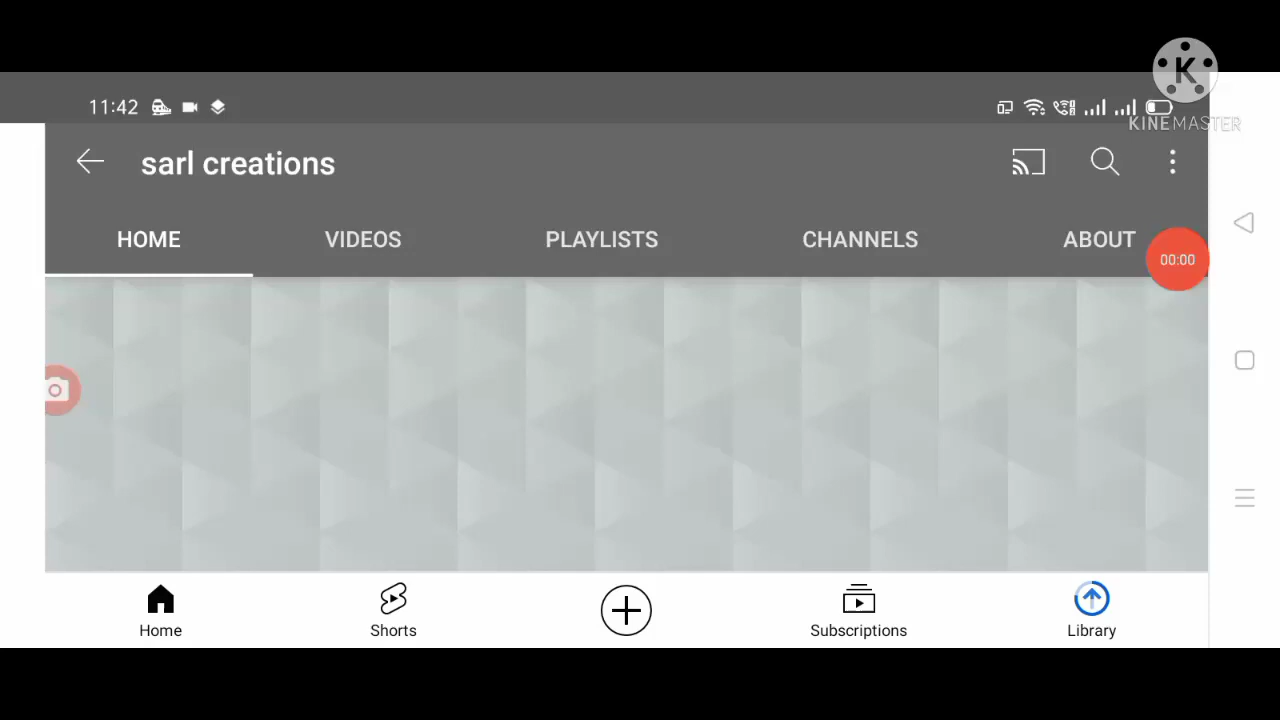 11:42
KINEMASTER
sarl creations
HOME VIDEOS PLAYLISTS CHANNELS ABOUT
00:00
Home Shorts Subscriptions Library